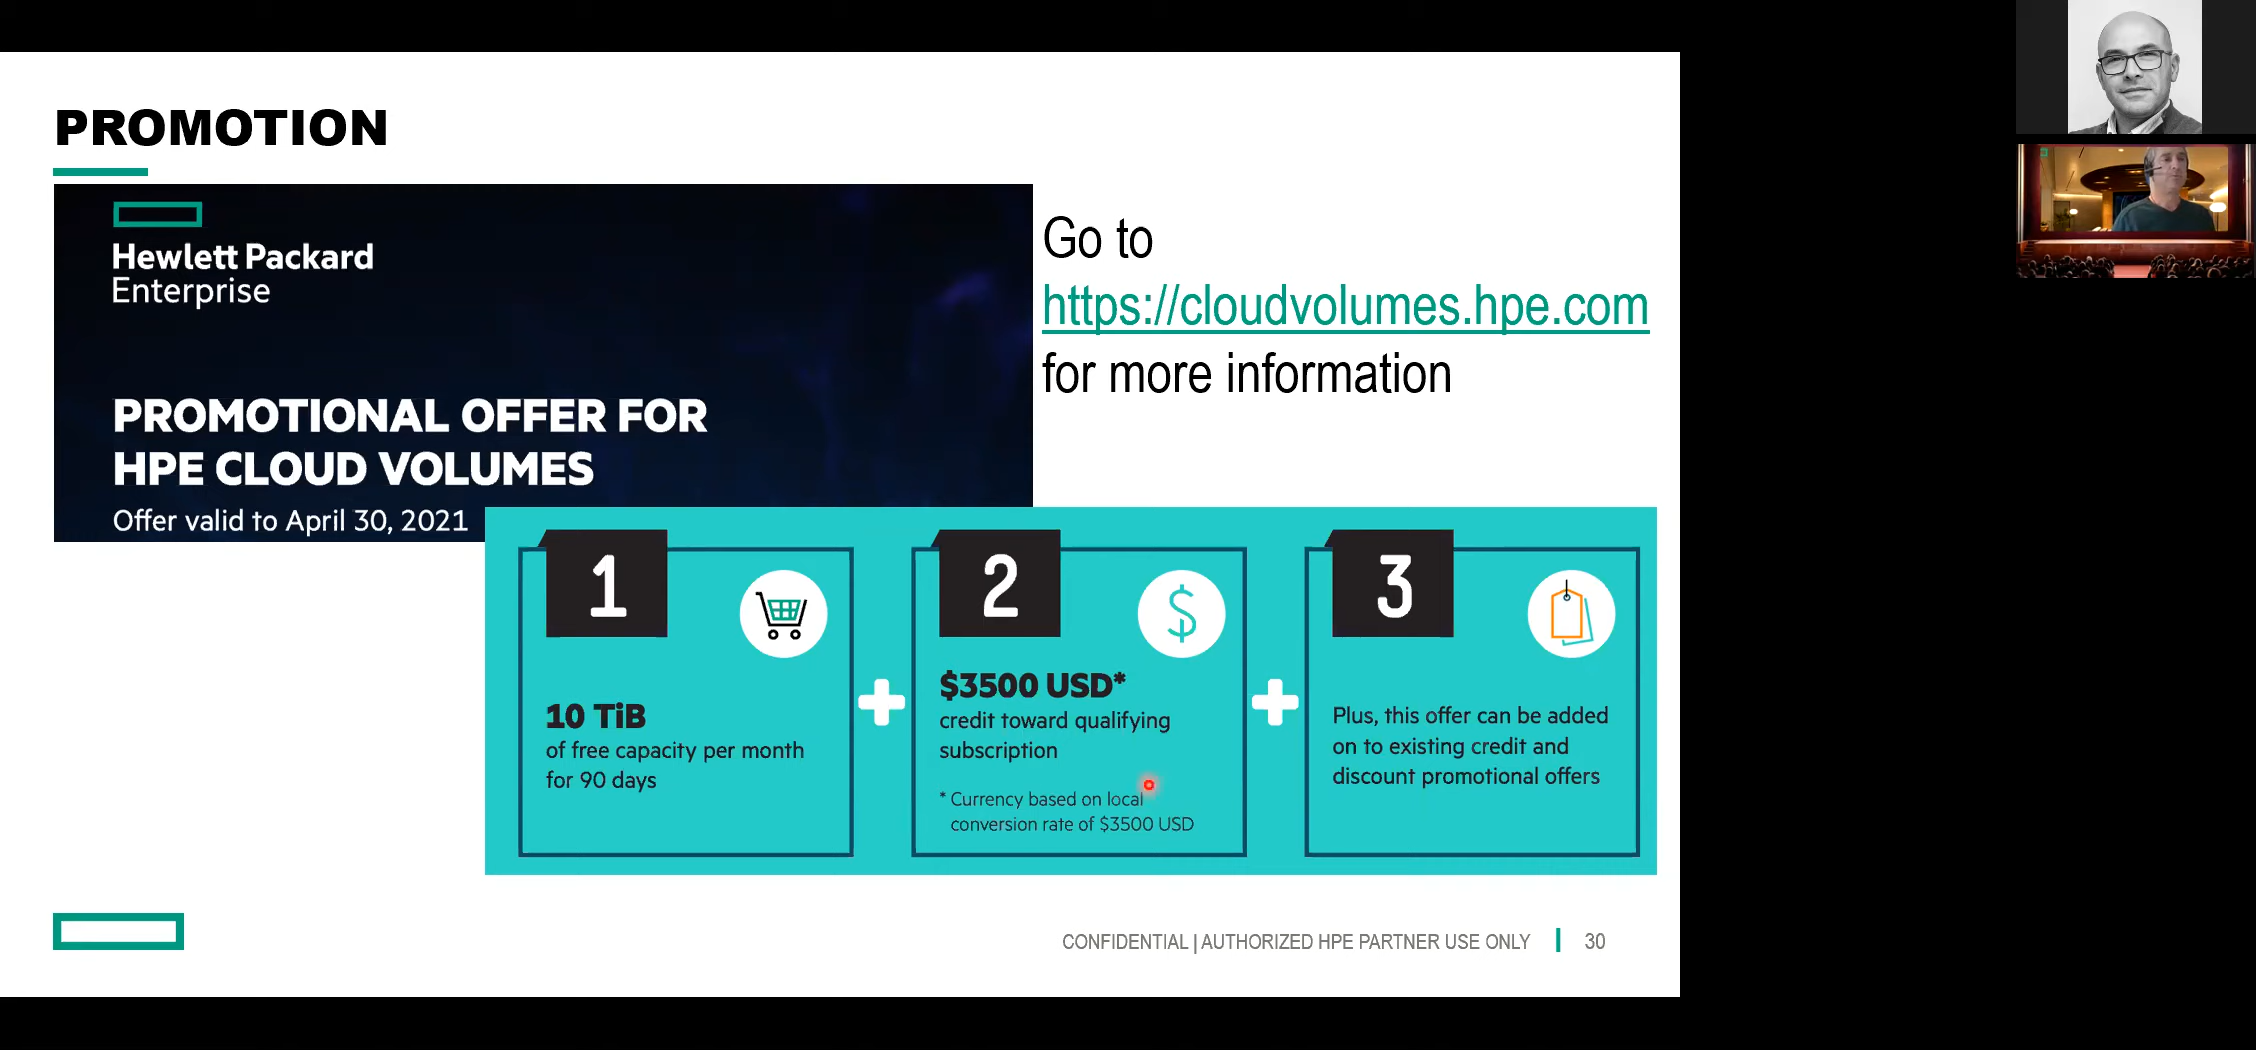 PROMOTION
Hewlett Packard
Enterprise
PROMOTIONAL OFFER FOR
HPE CLOUD VOLUMES
Offer valid to April 30, 2021
Go to
https://cloudvolumes.hpe.com
for more information
1
10 TiB
of free capacity per month
for 90 days
2
$3500 USD*
credit toward qualifying
subscription
* Currency based on local
conversion rate of $3500 USD
3
Plus, this offer can be added
on to existing credit and
discount promotional offers
CONFIDENTIAL | AUTHORIZED HPE PARTNER USE ONLY
30